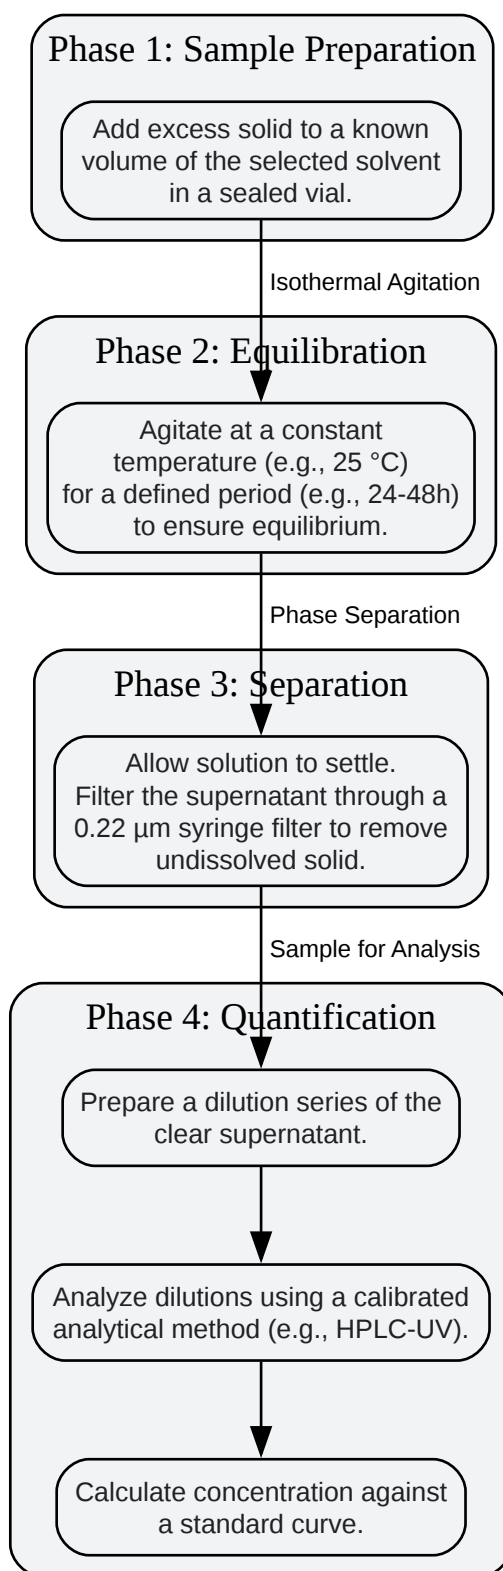 Phase 1: Sample Preparation
Add excess solid to a known
volume of the selected solvent
in a sealed vial.
Isothermal Agitation
Phase 2: Equilibration
Agitate at a constant
temperature (e.g., 25 °C)
for a defined period (e.g., 24-48h)
to ensure equilibrium.
Phase Separation
Phase 3: Separation
Allow solution to settle.
Filter the supernatant through a
0.22 µm syringe filter to remove
undissolved solid.
Sample for Analysis
Phase 4: Quantification
Prepare a dilution series of the
clear supernatant.
Analyze dilutions using a calibrated
analytical method (e.g., HPLC-UV).
Calculate concentration against
a standard curve.